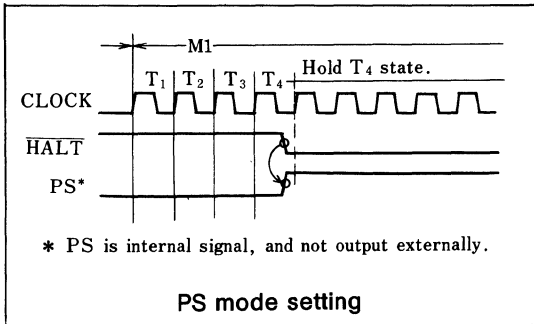 M1
T₁ T₂ T₃ T₄ Hold T₄ state.
CLOCK
H̅A̅L̅T̅
PS*
* PS is internal signal, and not output externally.
PS mode setting